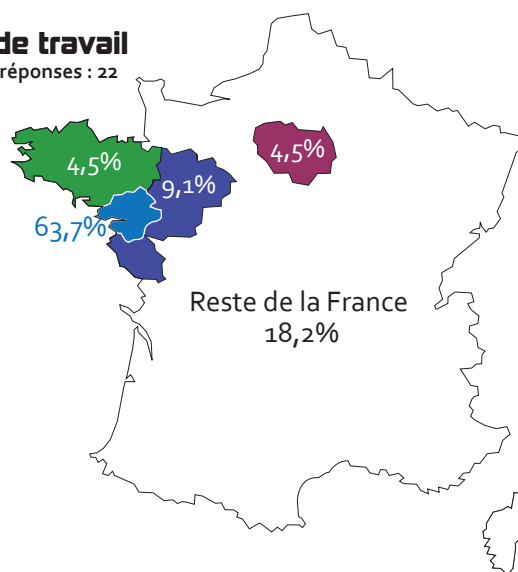 de travail
réponses : 22
4,5%
4,5%
9,1%
63,7%
Reste de la France
18,2%